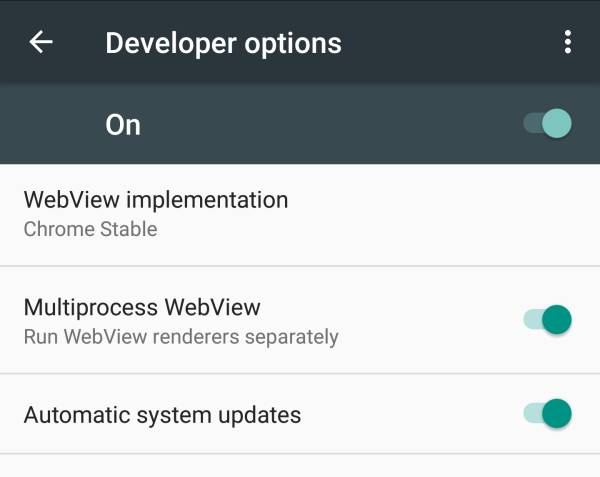 Developer options
On
WebView implementation
Chrome Stable
Multiprocess WebView
Run WebView renderers separately
Automatic system updates